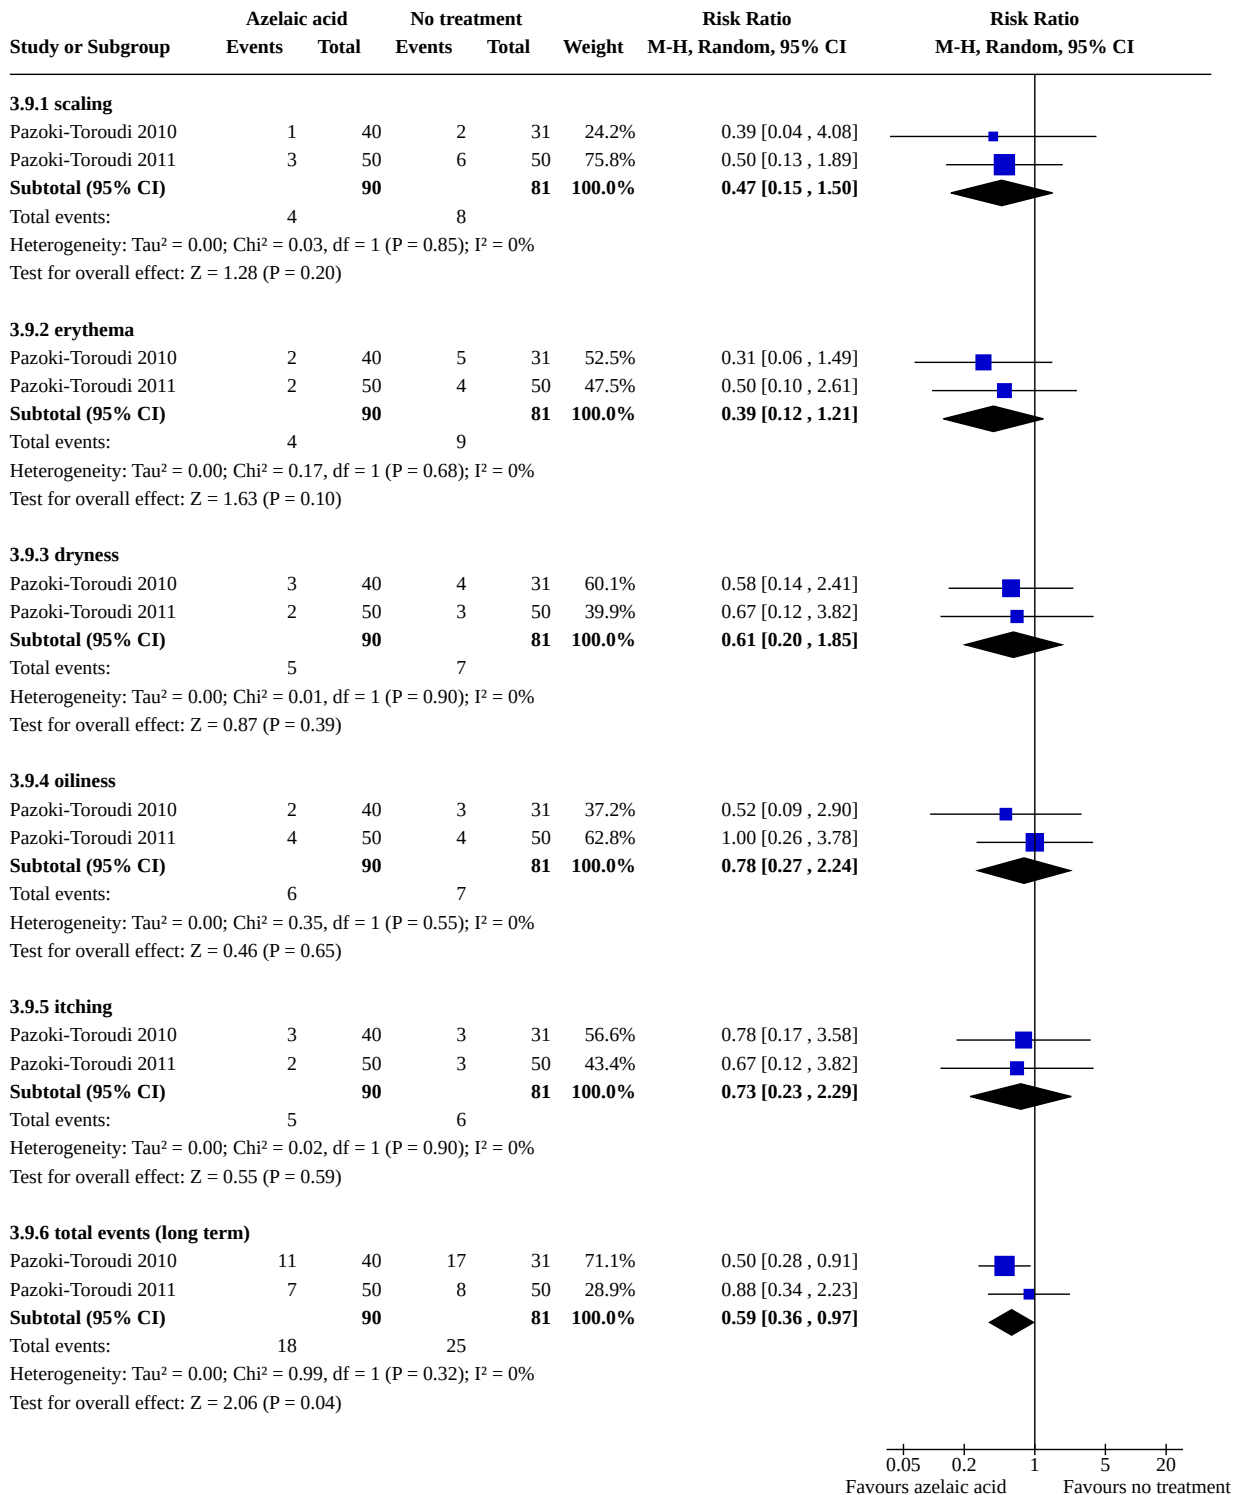 Azelaic acid No treatment Risk Ratio Risk Ratio
Study or Subgroup Events Total Events Total Weight M-H, Random, 95% CI M-H, Random, 95% CI
3.9.1 scaling
Pazoki-Toroudi 2010 1 40 2 31 24.2% 0.39 [0.04 , 4.08]
Pazoki-Toroudi 2011 3 50 6 50 75.8% 0.50 [0.13 , 1.89]
Subtotal (95% CI) 90 81 100.0% 0.47 [0.15 , 1.50]
Total events: 4 8
Heterogeneity: Tau² = 0.00; Chi² = 0.03, df = 1 (P = 0.85); I² = 0%
Test for overall effect: Z = 1.28 (P = 0.20)
3.9.2 erythema
Pazoki-Toroudi 2010 2 40 5 31 52.5% 0.31 [0.06 , 1.49]
Pazoki-Toroudi 2011 2 50 4 50 47.5% 0.50 [0.10 , 2.61]
Subtotal (95% CI) 90 81 100.0% 0.39 [0.12 , 1.21]
Total events: 4 9
Heterogeneity: Tau² = 0.00; Chi² = 0.17, df = 1 (P = 0.68); I² = 0%
Test for overall effect: Z = 1.63 (P = 0.10)
3.9.3 dryness
Pazoki-Toroudi 2010 3 40 4 31 60.1% 0.58 [0.14 , 2.41]
Pazoki-Toroudi 2011 2 50 3 50 39.9% 0.67 [0.12 , 3.82]
Subtotal (95% CI) 90 81 100.0% 0.61 [0.20 , 1.85]
Total events: 5 7
Heterogeneity: Tau² = 0.00; Chi² = 0.01, df = 1 (P = 0.90); I² = 0%
Test for overall effect: Z = 0.87 (P = 0.39)
3.9.4 oiliness
Pazoki-Toroudi 2010 2 40 3 31 37.2% 0.52 [0.09 , 2.90]
Pazoki-Toroudi 2011 4 50 4 50 62.8% 1.00 [0.26 , 3.78]
Subtotal (95% CI) 90 81 100.0% 0.78 [0.27 , 2.24]
Total events: 6 7
Heterogeneity: Tau² = 0.00; Chi² = 0.35, df = 1 (P = 0.55); I² = 0%
Test for overall effect: Z = 0.46 (P = 0.65)
3.9.5 itching
Pazoki-Toroudi 2010 3 40 3 31 56.6% 0.78 [0.17 , 3.58]
Pazoki-Toroudi 2011 2 50 3 50 43.4% 0.67 [0.12 , 3.82]
Subtotal (95% CI) 90 81 100.0% 0.73 [0.23 , 2.29]
Total events: 5 6
Heterogeneity: Tau² = 0.00; Chi² = 0.02, df = 1 (P = 0.90); I² = 0%
Test for overall effect: Z = 0.55 (P = 0.59)
3.9.6 total events (long term)
Pazoki-Toroudi 2010 11 40 17 31 71.1% 0.50 [0.28 , 0.91]
Pazoki-Toroudi 2011 7 50 8 50 28.9% 0.88 [0.34 , 2.23]
Subtotal (95% CI) 90 81 100.0% 0.59 [0.36 , 0.97]
Total events: 18 25
Heterogeneity: Tau² = 0.00; Chi² = 0.99, df = 1 (P = 0.32); I² = 0%
Test for overall effect: Z = 2.06 (P = 0.04)
0.05 0.2 1 5 20
Favours azelaic acid Favours no treatment